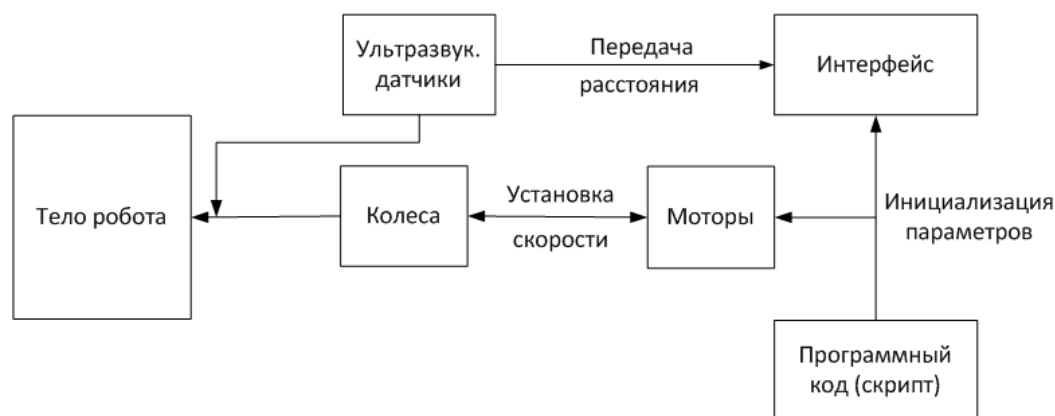 Ультразвук.
датчики
Передача
расстояния
Интерфейс
Тело робота
Колеса
Установка
скорости
Моторы
Инициализация
параметров
Программный
код (скрипт)